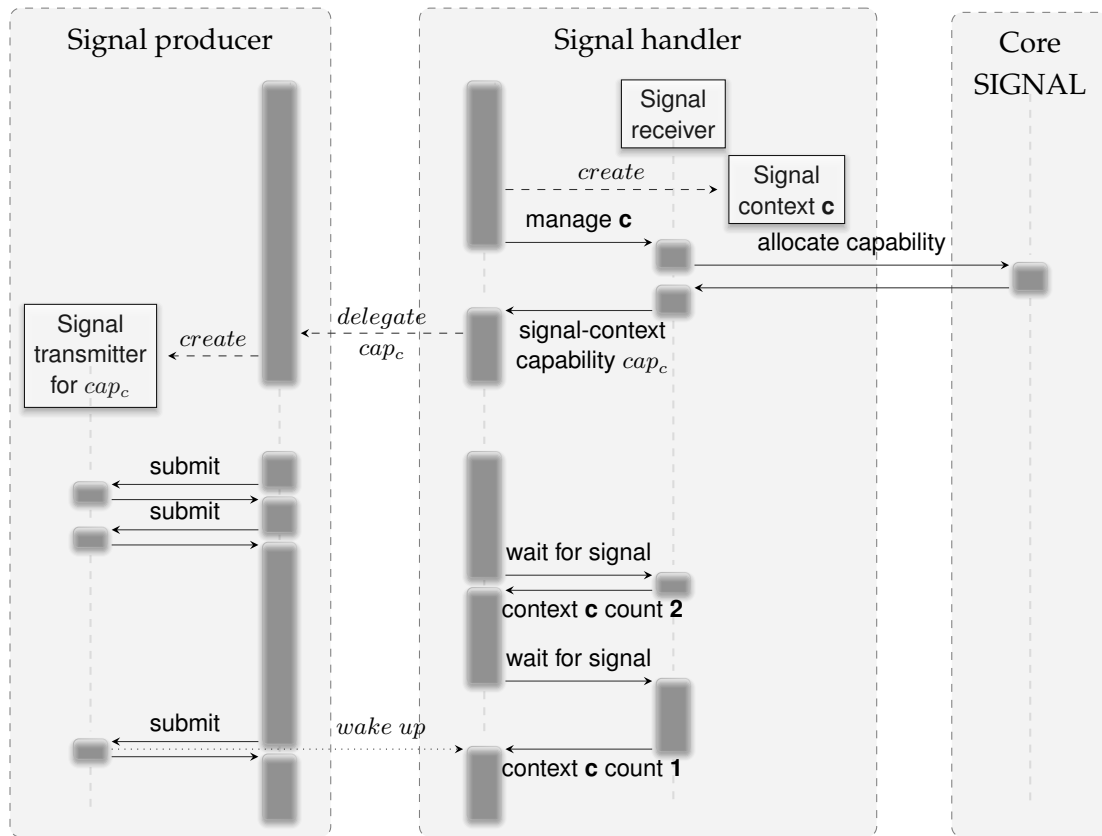 Signal producer
Signal handler
Core
SIGNAL
Signal
receiver
create
Signal
context c
manage c
allocate capability
Signal
transmitter
for cap_c
create
delegate
cap_c
signal-context
capability cap_c
submit
submit
wait for signal
context c count 2
wait for signal
submit
wake up
context c count 1